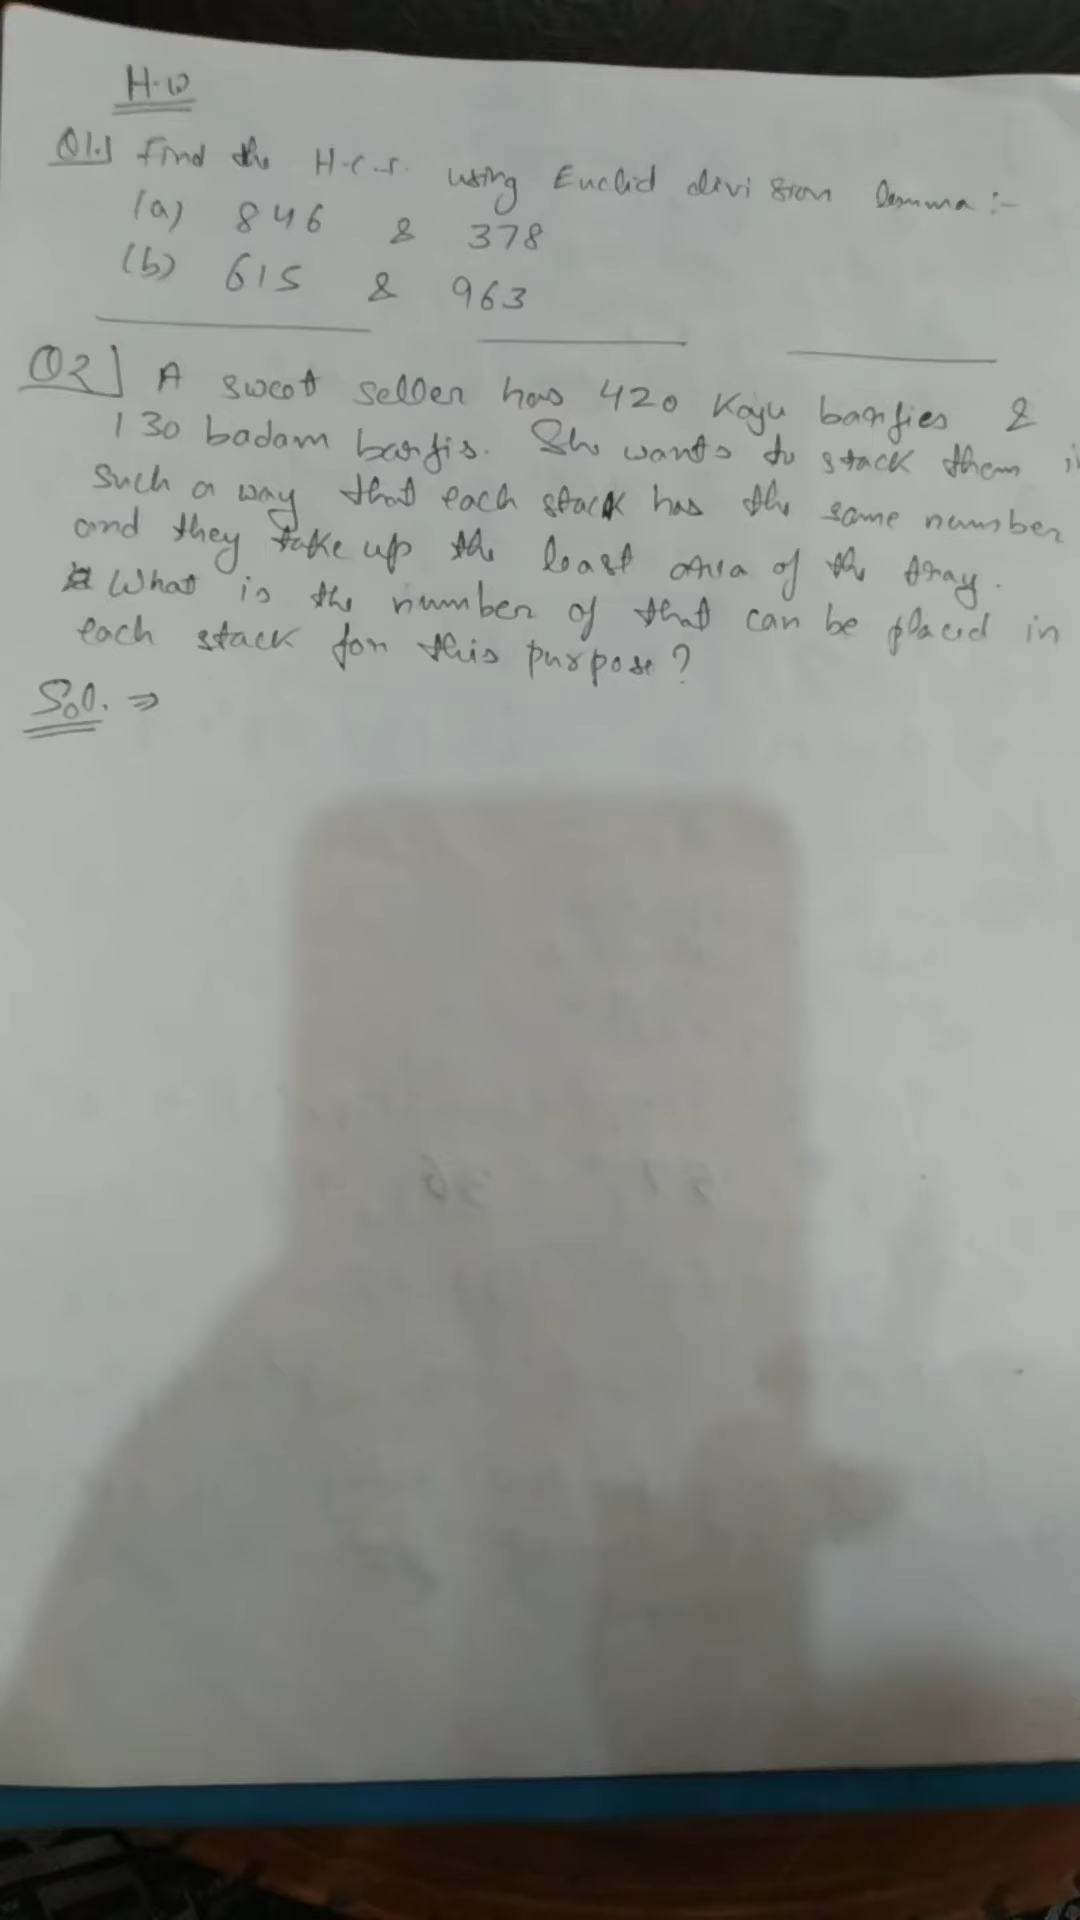 H.W
Q1.] Find the H.C.F. using Euclid division lemma :-
(a) 846 & 378
(b) 615 & 963
Q2] A sweet seller has 420 Kaju barfies &
130 badam barfis. She wants to stack them
such a way that each stack has the same number
and they take up the least area of the tray.
What is the number of that can be placed in
each stack for this purpose ?
Sol. ⇒